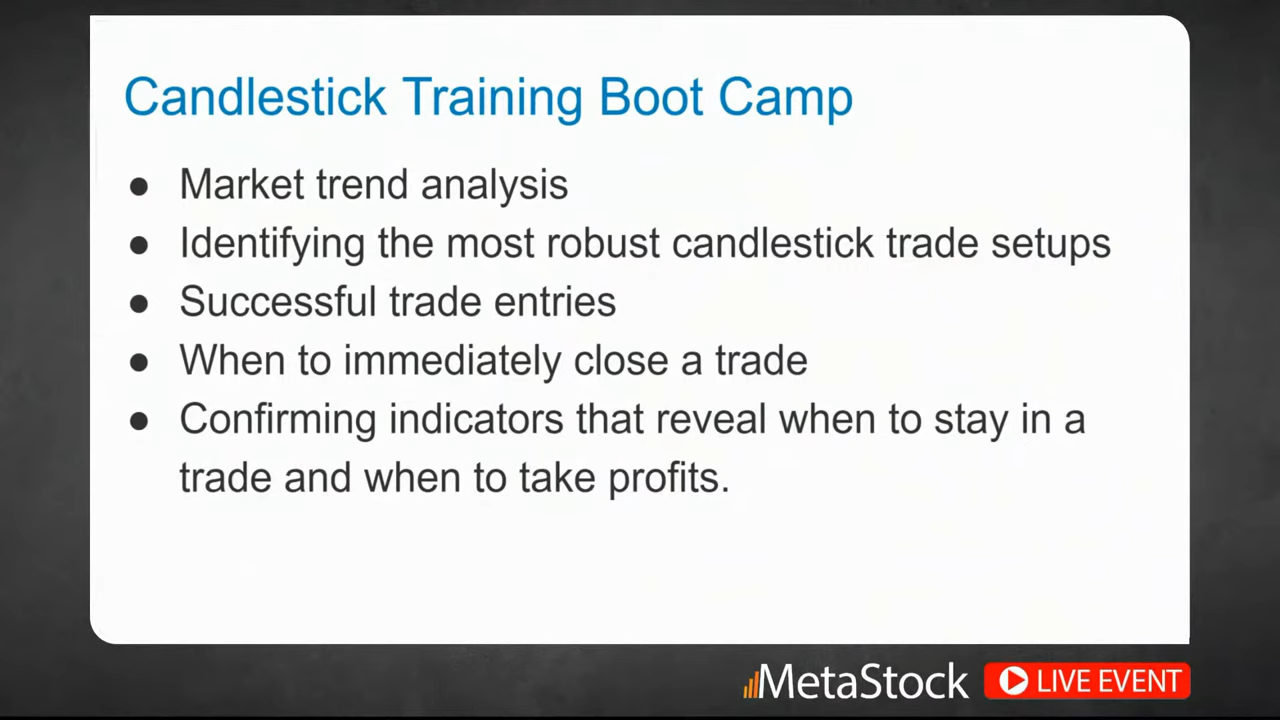 Candlestick Training Boot Camp
● Market trend analysis
● Identifying the most robust candlestick trade setups
● Successful trade entries
● When to immediately close a trade
● Confirming indicators that reveal when to stay in a
trade and when to take profits.
MetaStock LIVE EVENT